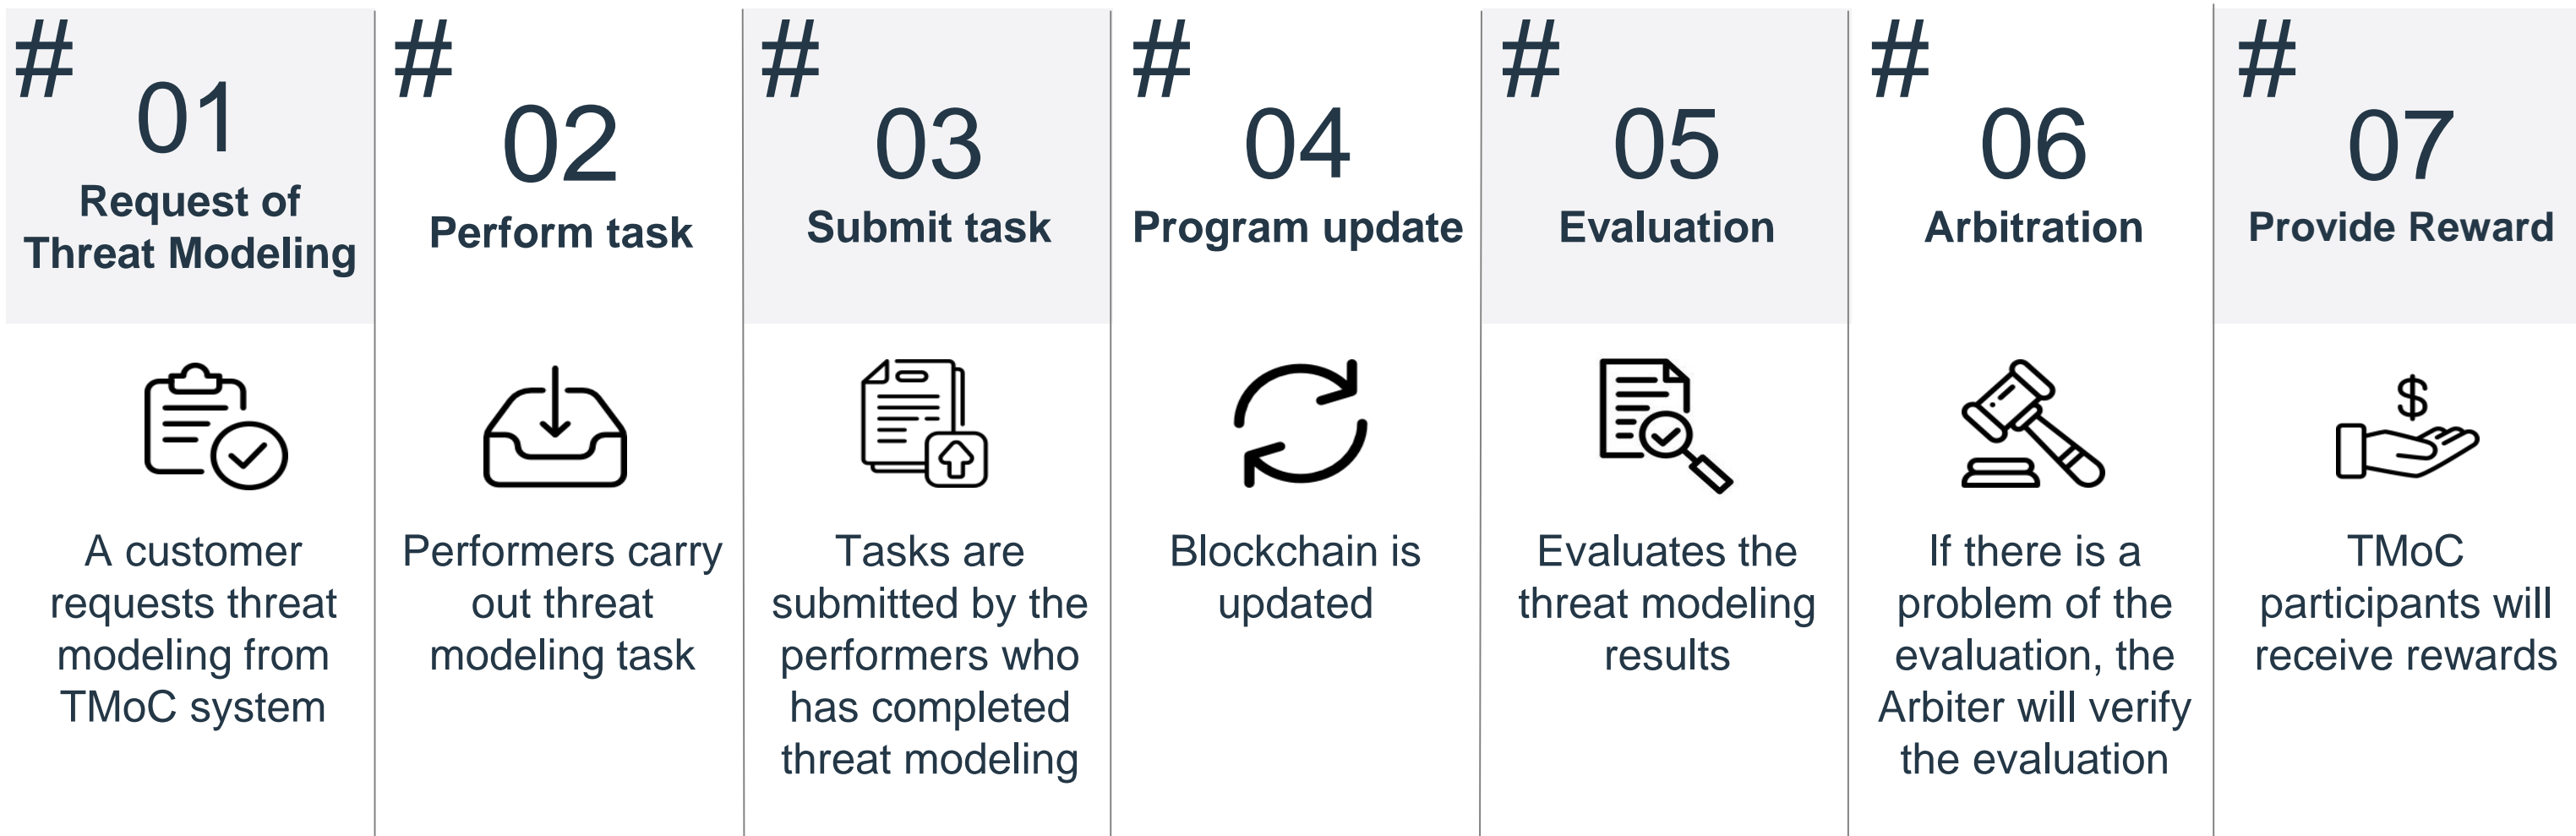 #
01
Request of
Threat Modeling
A customer
requests threat
modeling from
TMoC system
#
02
Perform task
Performers carry
out threat
modeling task
#
03
Submit task
Tasks are
submitted by the
performers who
has completed
threat modeling
#
04
Program update
Blockchain is
updated
#
05
Evaluation
Evaluates the
threat modeling
results
#
06
Arbitration
If there is a
problem of the
evaluation, the
Arbiter will verify
the evaluation
#
07
Provide Reward
$
TMoC
participants will
receive rewards